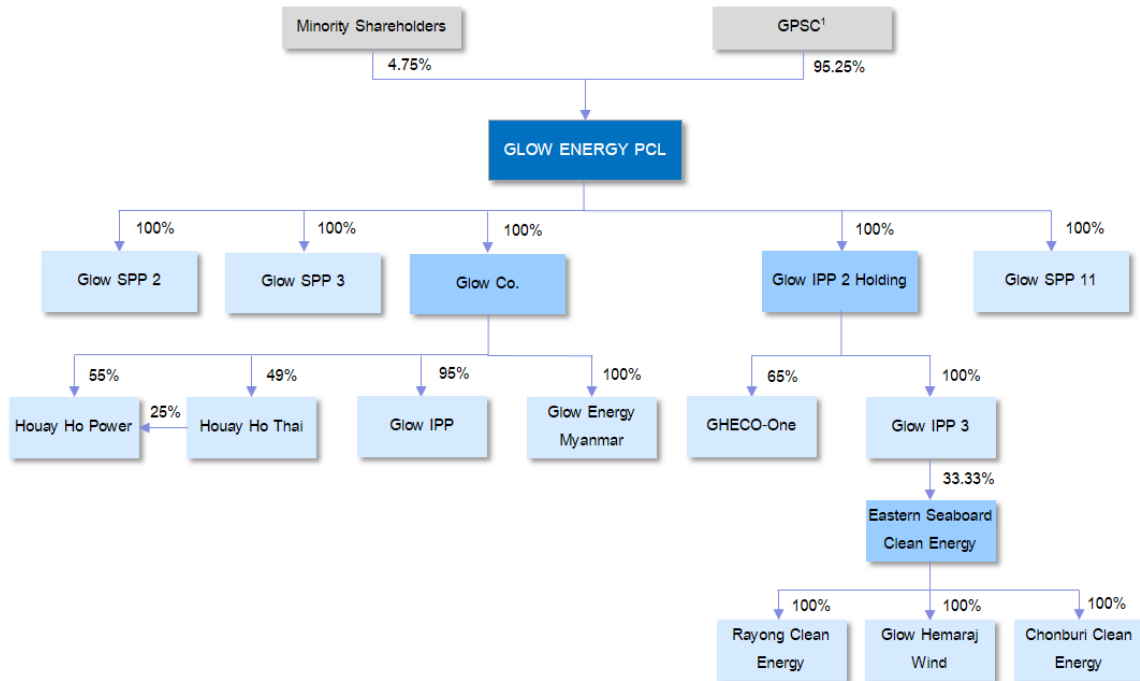 Minority Shareholders
GPSC¹
4.75%
95.25%
GLOW ENERGY PCL
100%
100%
100%
100%
100%
Glow SPP 2
Glow SPP 3
Glow Co.
Glow IPP 2 Holding
Glow SPP 11
55%
49%
95%
100%
65%
100%
Houay Ho Power
25%
Houay Ho Thai
Glow IPP
Glow Energy
Myanmar
GHECO-One
Glow IPP 3
33.33%
Eastern Seaboard
Clean Energy
100%
100%
100%
Rayong Clean
Energy
Glow Hemaraj
Wind
Chonburi Clean
Energy